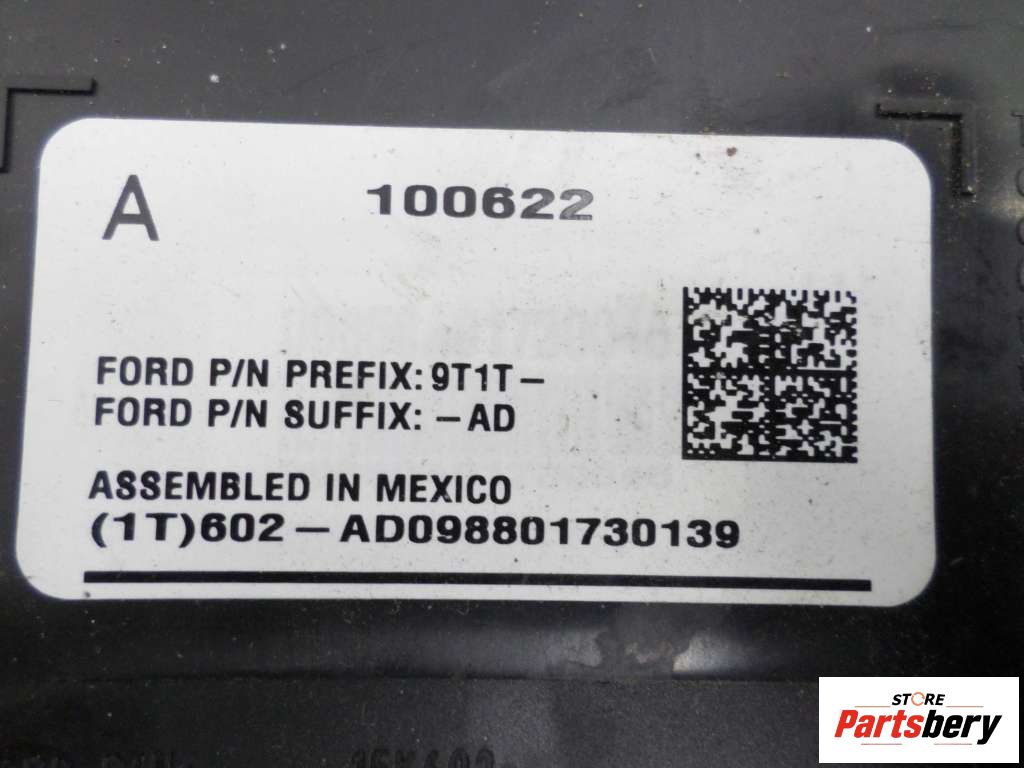 A
100622
FORD P/N PREFIX: 9T1T-
FORD P/N SUFFIX: -AD
ASSEMBLED IN MEXICO
(1T)602-AD098801730139
STORE
Partsbery